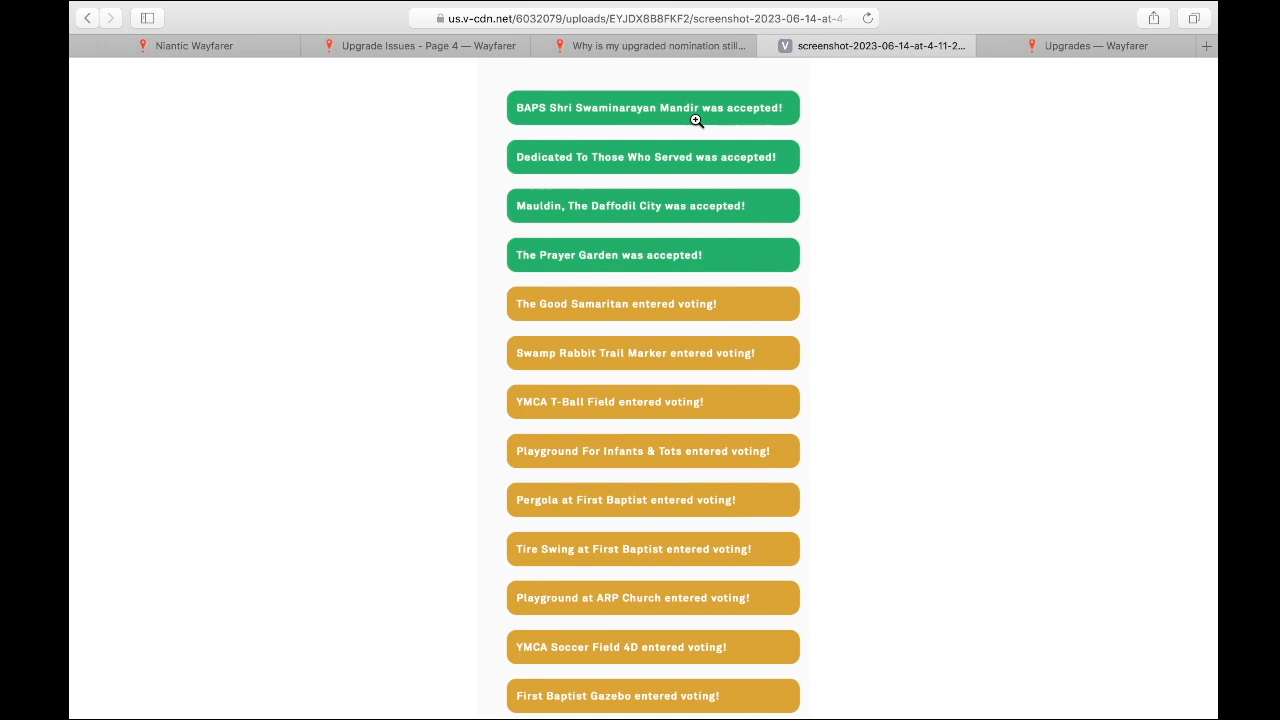 us.v-cdn.net/6032079/uploads/EYJDX8B8FKF2/screenshot-2023-06-14-at-4-
Niantic Wayfarer
Upgrade Issues - Page 4 — Wayfarer
Why is my upgraded nomination still...
V screenshot-2023-06-14-at-4-11-2...
Upgrades — Wayfarer
BAPS Shri Swaminarayan Mandir was accepted!
Dedicated To Those Who Served was accepted!
Mauldin, The Daffodil City was accepted!
The Prayer Garden was accepted!
The Good Samaritan entered voting!
Swamp Rabbit Trail Marker entered voting!
YMCA T-Ball Field entered voting!
Playground For Infants & Tots entered voting!
Pergola at First Baptist entered voting!
Tire Swing at First Baptist entered voting!
Playground at ARP Church entered voting!
YMCA Soccer Field 4D entered voting!
First Baptist Gazebo entered voting!